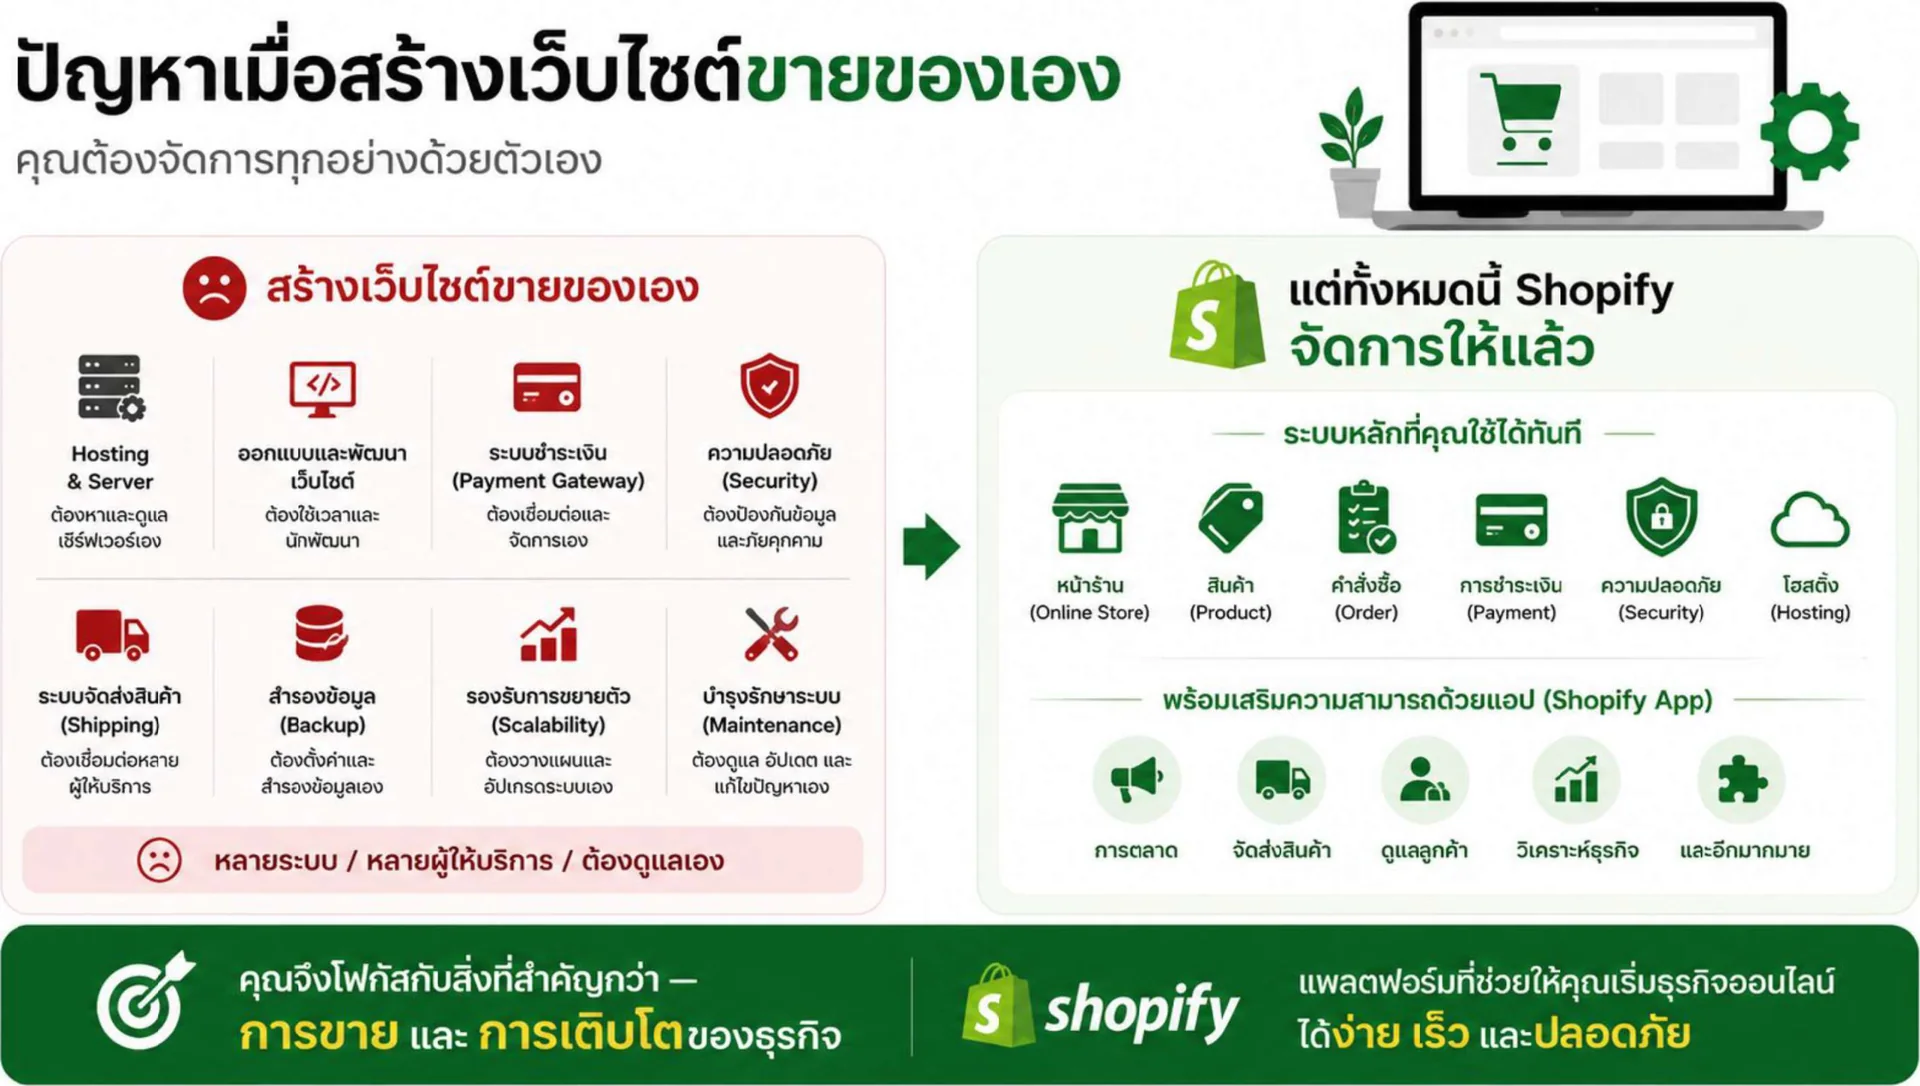 ปัญหาเมื่อสร้างเว็บไซต์ขายของเอง
คุณต้องจัดการทุกอย่างด้วยตัวเอง
สร้างเว็บไซต์ขายของเอง
Hosting
& Server
ต้องหาและดูแล
เซิร์ฟเวอร์เอง
ออกแบบและพัฒนา
เว็บไซต์
ต้องใช้เวลาและ
นักพัฒนา
ระบบชำระเงิน
(Payment Gateway)
ต้องเชื่อมต่อและ
จัดการเอง
ความปลอดภัย
(Security)
ต้องป้องกันข้อมูล
และภัยคุกคาม
ระบบจัดส่งสินค้า
(Shipping)
ต้องเชื่อมต่อหลาย
ผู้ให้บริการ
สำรองข้อมูล
(Backup)
ต้องตั้งค่าและ
สำรองข้อมูลเอง
รองรับการขยายตัว
(Scalability)
ต้องวางแผนและ
อัปเกรดระบบเอง
บำรุงรักษาระบบ
(Maintenance)
ต้องดูแล อัปเดต และ
แก้ไขปัญหาเอง
หลายระบบ / หลายผู้ให้บริการ / ต้องดูแลเอง
แต่ทั้งหมดนี้ Shopify
จัดการให้แล้ว
ระบบหลักที่คุณใช้ได้ทันที
หน้าร้าน
(Online Store)
สินค้า
(Product)
คำสั่งซื้อ
(Order)
การชำระเงิน
(Payment)
ความปลอดภัย
(Security)
โฮสติ้ง
(Hosting)
พร้อมเสริมความสามารถด้วยแอป (Shopify App)
การตลาด
จัดส่งสินค้า
ดูแลลูกค้า
วิเคราะห์ธุรกิจ
และอีกมากมาย
คุณจึงโฟกัสกับสิ่งที่สำคัญกว่า —
การขาย และ การเติบโตของธุรกิจ
shopify
แพลตฟอร์มที่ช่วยให้คุณเริ่มธุรกิจออนไลน์
ได้ง่าย เร็ว และปลอดภัย